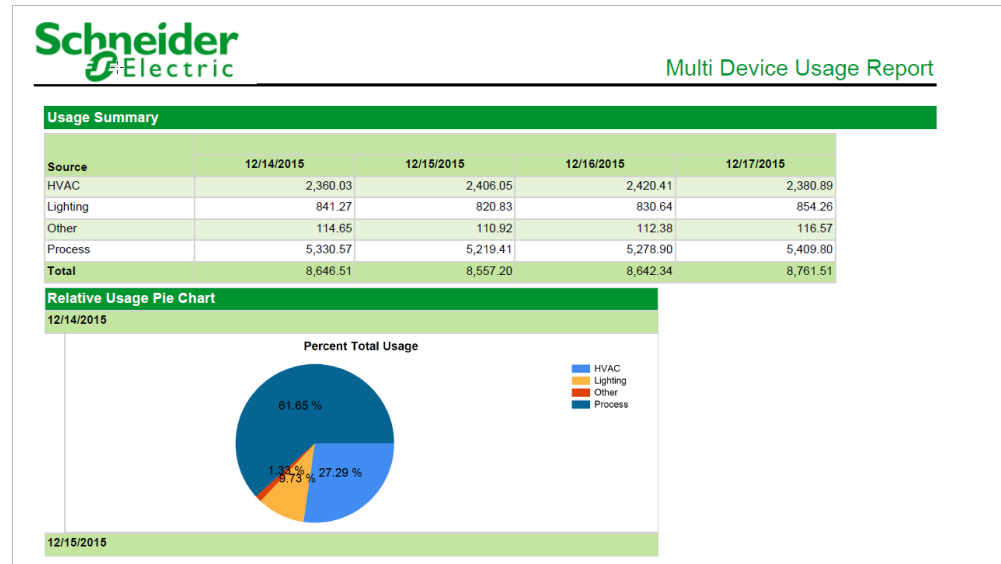 Schneider
Electric
Multi Device Usage Report
Usage Summary
Source 12/14/2015 12/15/2015 12/16/2015 12/17/2015
HVAC 2,360.03 2,406.05 2,420.41 2,380.89
Lighting 841.27 820.83 830.64 854.26
Other 114.65 110.92 112.38 116.57
Process 5,330.57 5,219.41 5,278.90 5,409.80
Total 8,646.51 8,557.20 8,642.34 8,761.51
Relative Usage Pie Chart
12/14/2015
Percent Total Usage
HVAC
Lighting
Other
Process
61.65 %
1.33 %
9.73 %
27.29 %
12/15/2015